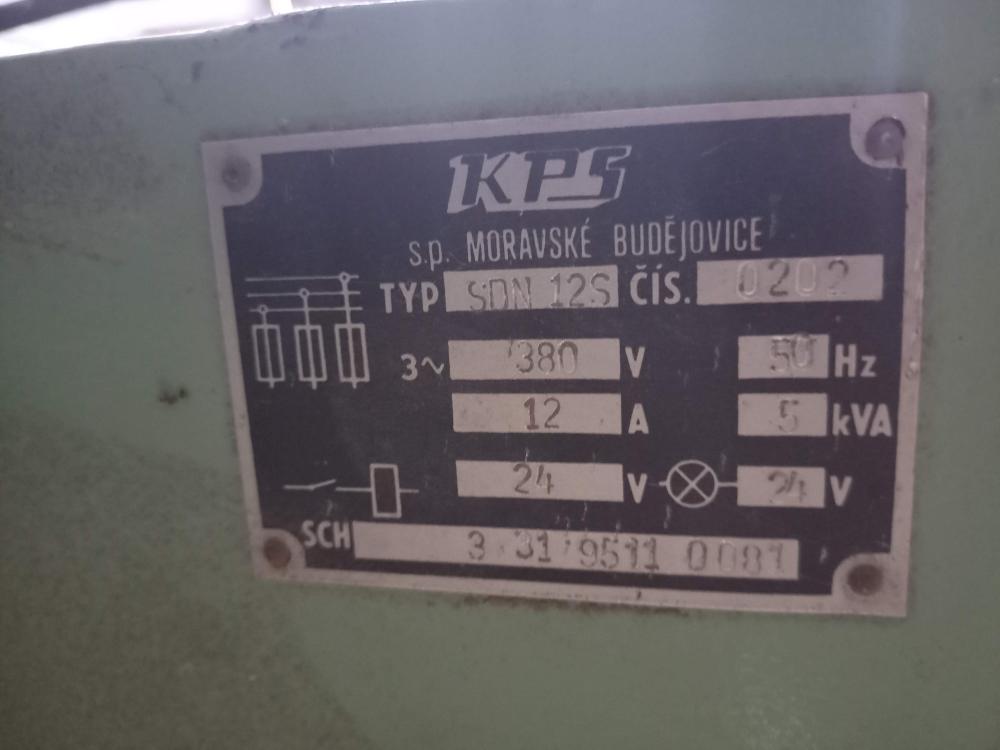 KPS
s.p. MORAVSKÉ BUDĚJOVICE
TYP SDN 12S ČÍS. 0202
3~ 380 V 50 Hz
12 A 5 kVA
24 V 24 V
SCH 3 31 9511 0081